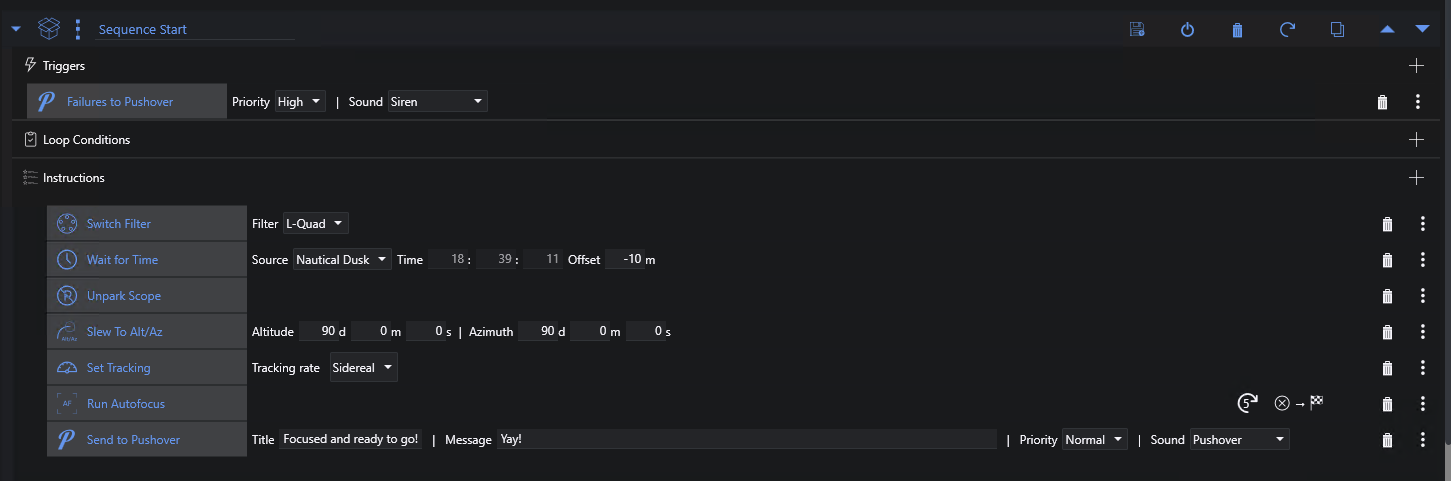 Sequence Start
Triggers
Failures to Pushover Priority High | Sound Siren
Loop Conditions
Instructions
Switch Filter Filter L-Quad
Wait for Time Source Nautical Dusk Time 18 : 39 : 11 Offset -10 m
Unpark Scope
Slew To Alt/Az Altitude 90 d 0 m 0 s | Azimuth 90 d 0 m 0 s
Set Tracking Tracking rate Sidereal
AF Run Autofocus 5
Send to Pushover Title Focused and ready to go! | Message Yay! | Priority Normal | Sound Pushover